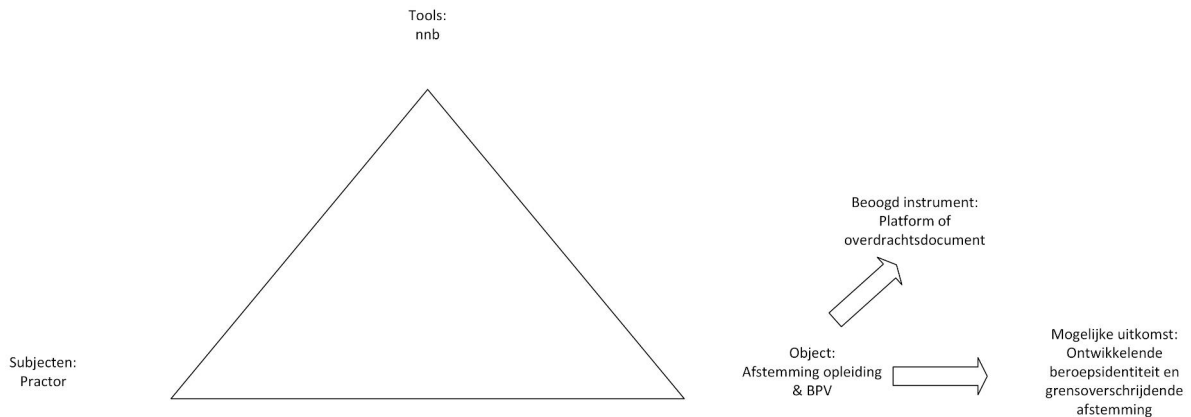 Tools:
nnb
Beoogd instrument:
Platform of
overdrachtsdocument
Subjecten:
Practor
Object:
Afstemming opleiding
& BPV
Mogelijke uitkomst:
Ontwikkelende
beroepsidentiteit en
grensoverschrijdende
afstemming